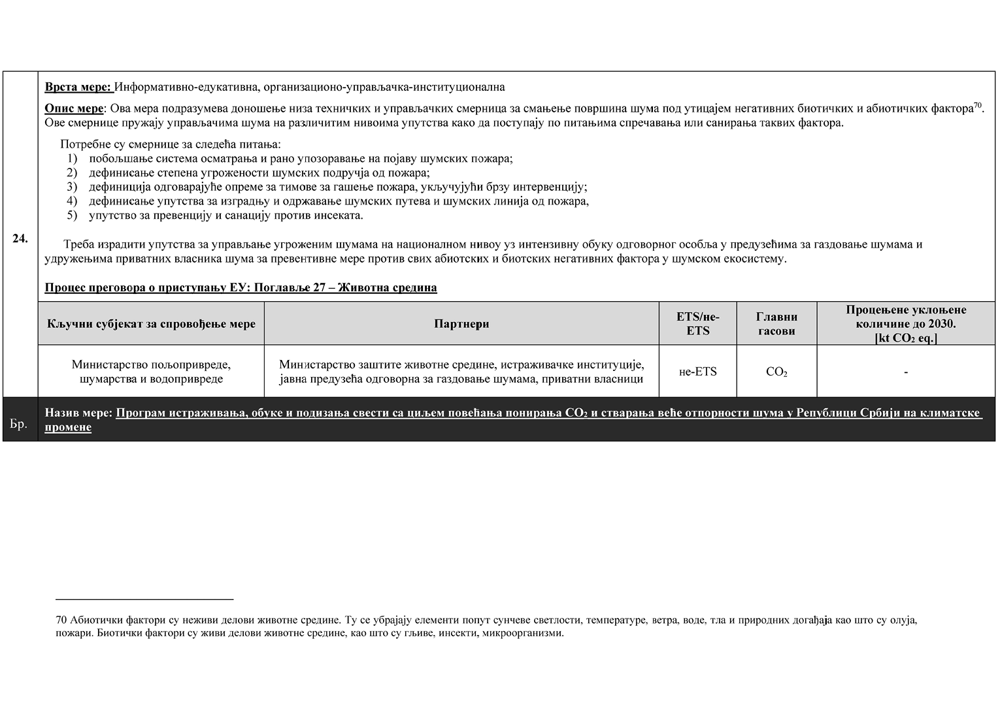 Врста мере: Информативно-едукативна, организационо-управљачка-институционална
Опис мере: Ова мера подразумева доношење низа техничких и управљачких смерница за смањење површина шума под утицајем негативних биотичких и абиотичких фактора70.
Ове смернице пружају управљачима шума на различитим нивоима упутства како да поступају по питањима спречавања или санирања таквих фактора.
Потребне су смернице за следећа питања:
1) побољшање система осматрања и рано упозоравање на појаву шумских пожара;
2) дефинисање степена угрожености шумских подручја од пожара;
3) дефиниција одговарајуће опреме за тимове за гашење пожара, укључујући брзу интервенцију;
4) дефинисање упутства за изградњу и одржавање шумских путева и шумских линија од пожара,
5) упутство за превенцију и санацију против инсеката.
24.
Треба израдити упутства за управљање угроженим шумама на националном нивоу уз интензивну обуку одговорног особља у предузећима за газдовање шумама и
удружењима приватних власника шума за превентивне мере против свих абиотских и биотских негативних фактора у шумском екосистему.
Процес преговора о приступању ЕУ: Поглавље 27 – Животна средина
Кључни субјекат за спровођење мере
Партнери
ETS/не-
ETS
Главни
гасови
Процењене уклоњене
количине до 2030.
[kt CO2 eq.]
Министарство пољопривреде,
шумарства и водопривреде
Министарство заштите животне средине, истраживачке институције,
јавна предузећа одговорна за газдовање шумама, приватни власници
не-ETS
CO2
-
Бр.
Назив мере: Програм истраживања, обуке и подизања свести са циљем повећања понирања CO2 и стварања веће отпорности шума у Републици Србији на климатске
промене
70 Абиотички фактори су неживи делови животне средине. Ту се убрајају елементи попут сунчеве светлости, температуре, ветра, воде, тла и природних догађаја као што су олуја,
пожари. Биотички фактори су живи делови животне средине, као што су гљиве, инсекти, микроорганизми.